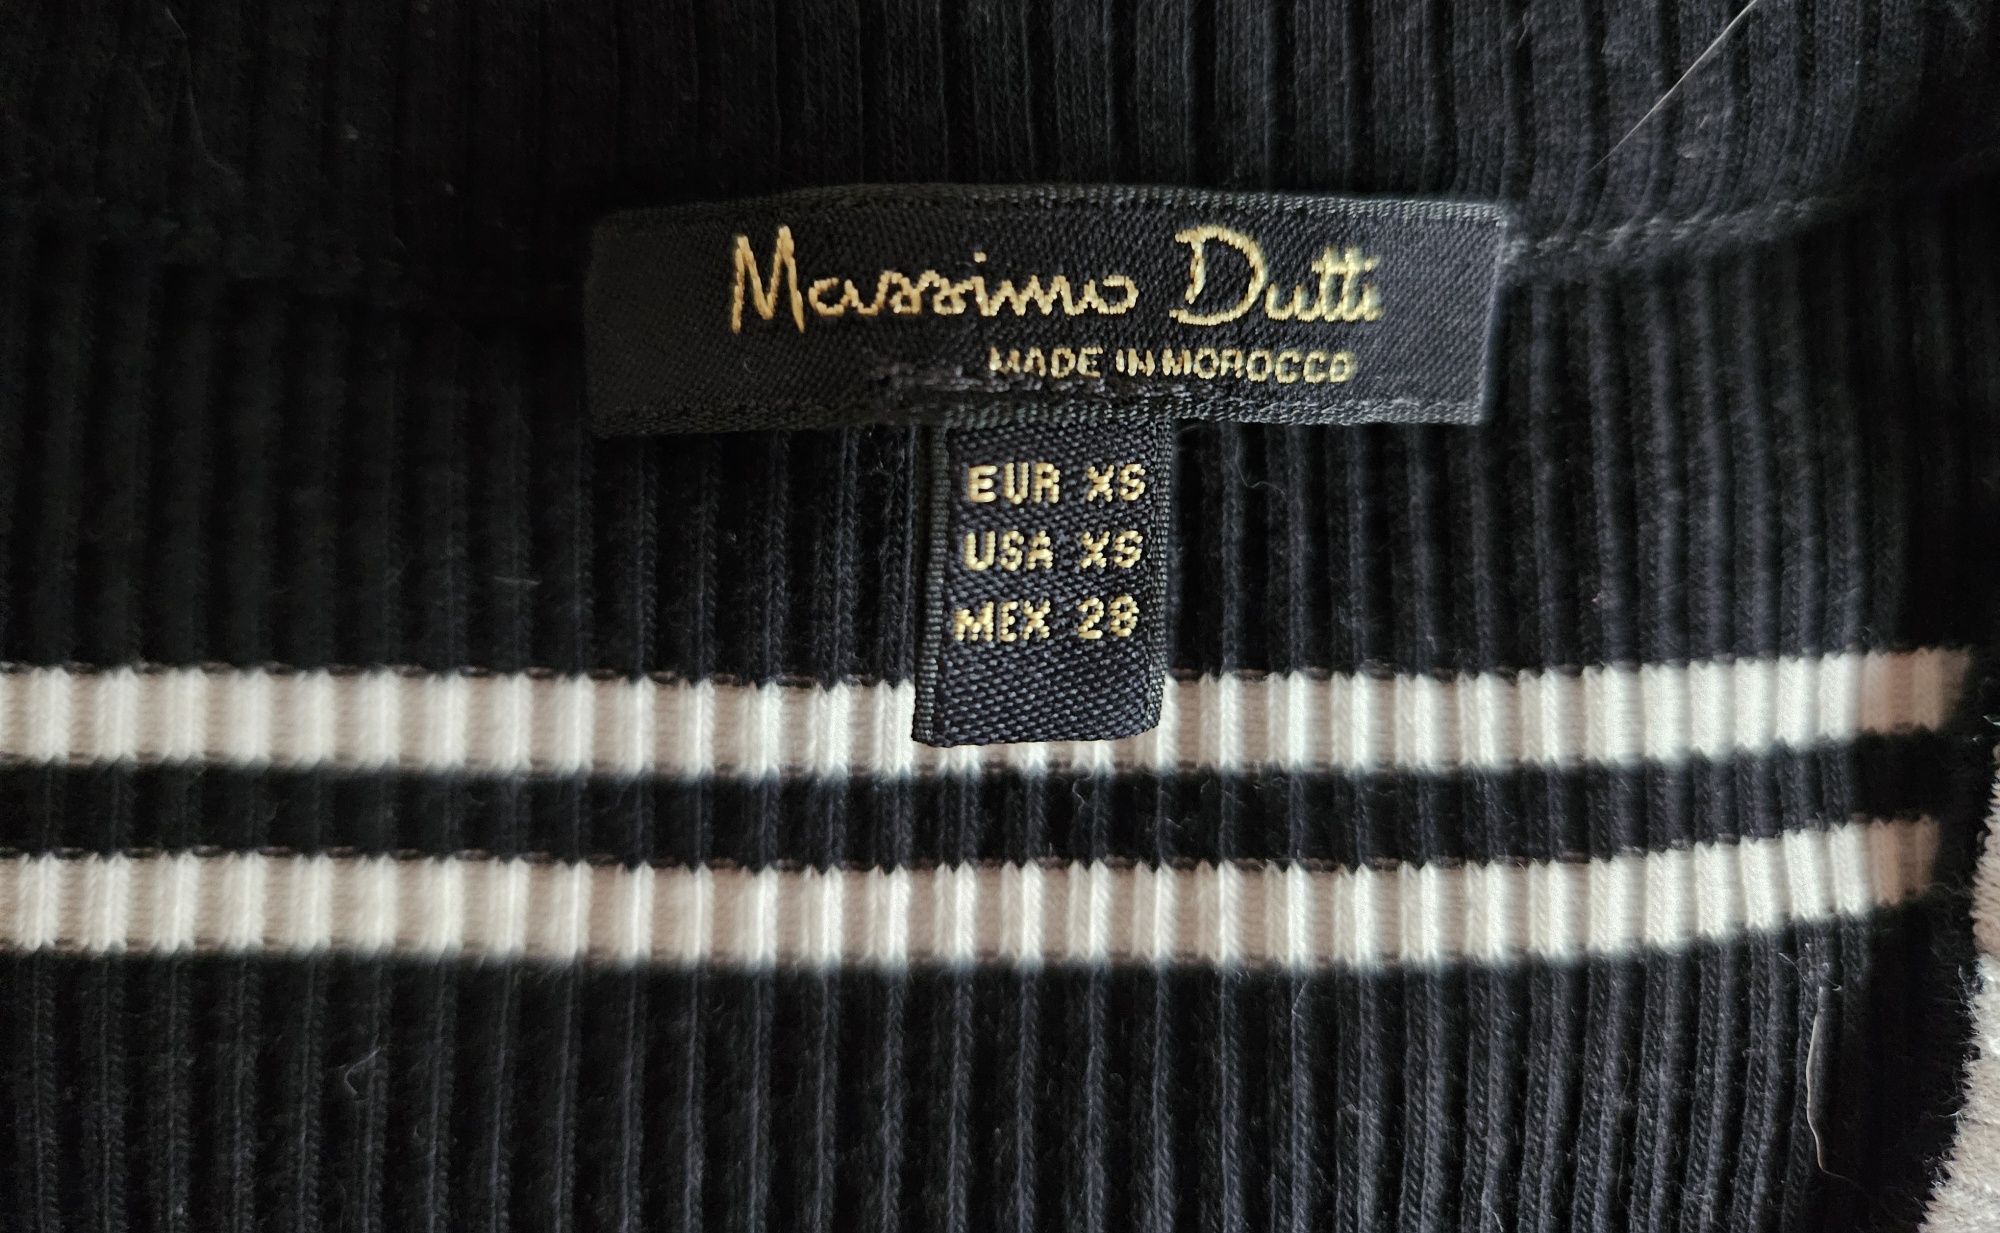 Massimo Dutti
MADE IN MOROCCO
EUR XS
USA XS
MEX 28